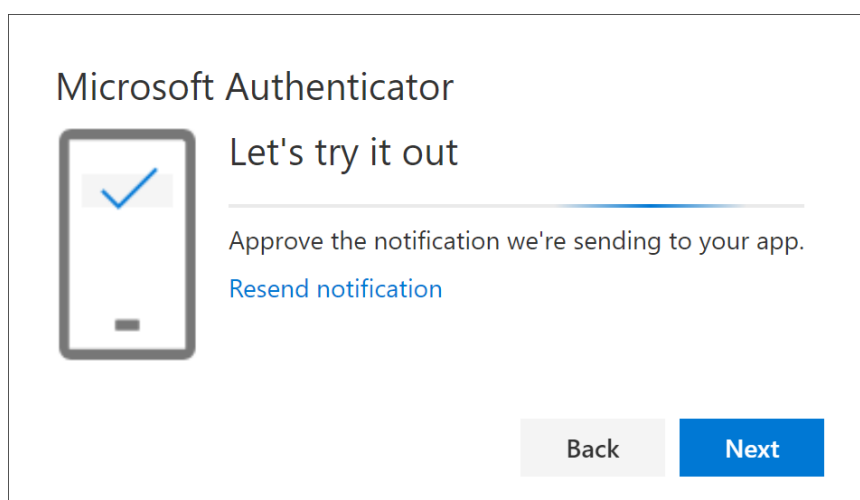 Microsoft Authenticator
Let's try it out
Approve the notification we're sending to your app.
Resend notification
Back
Next